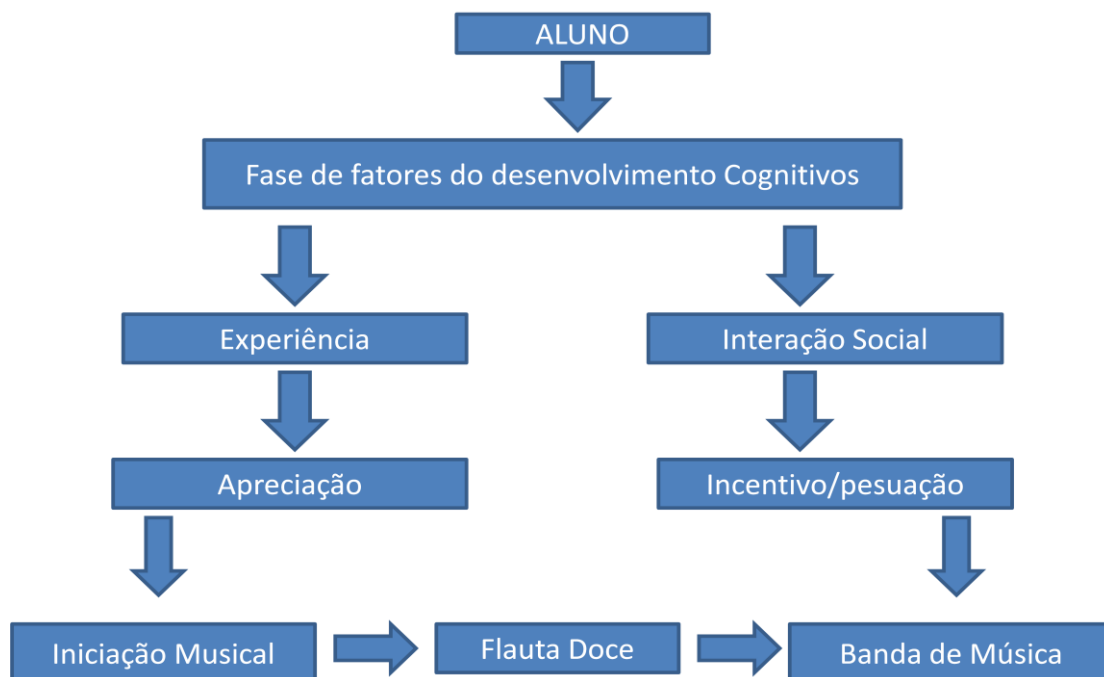 ALUNO
Fase de fatores do desenvolvimento Cognitivos
Experiência
Interação Social
Apreciação
Incentivo/pesuação
Iniciação Musical
Flauta Doce
Banda de Música